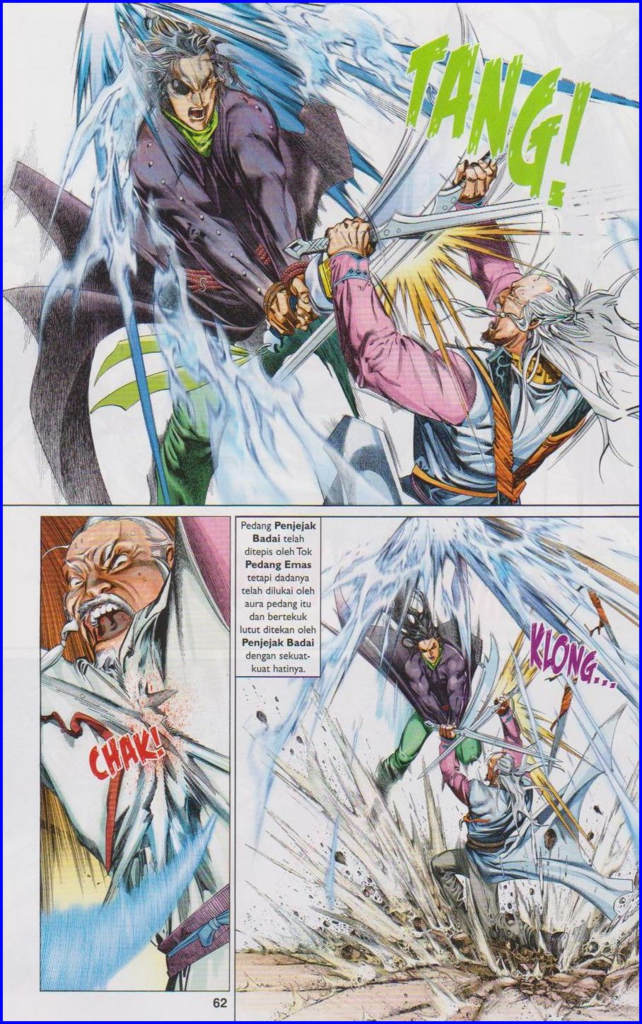 TANG!
Pedang Penjejak
Badai telah
ditepis oleh Tok
Pedang Emas
tetapi dadanya
telah dilukai oleh
aura pedang itu
dan bertekuk
lutut ditekan oleh
Penjejak Badai
dengan sekuat-
kuat hatinya.
CHAK!
KLONG...
62